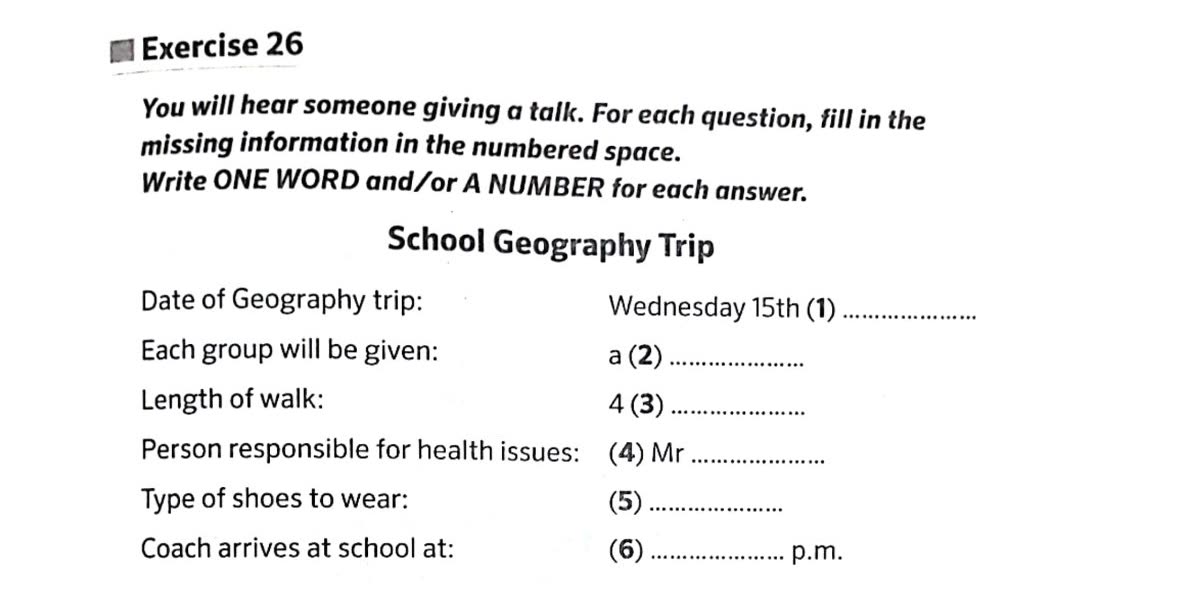 Exercise 26
You will hear someone giving a talk. For each question, fill in the
missing information in the numbered space.
Write ONE WORD and/or A NUMBER for each answer.
School Geography Trip
Date of Geography trip: Wednesday 15th (1) ......................
Each group will be given: a (2) ......................
Length of walk: 4 (3) ......................
Person responsible for health issues: (4) Mr ......................
Type of shoes to wear: (5) ......................
Coach arrives at school at: (6) ...................... p.m.